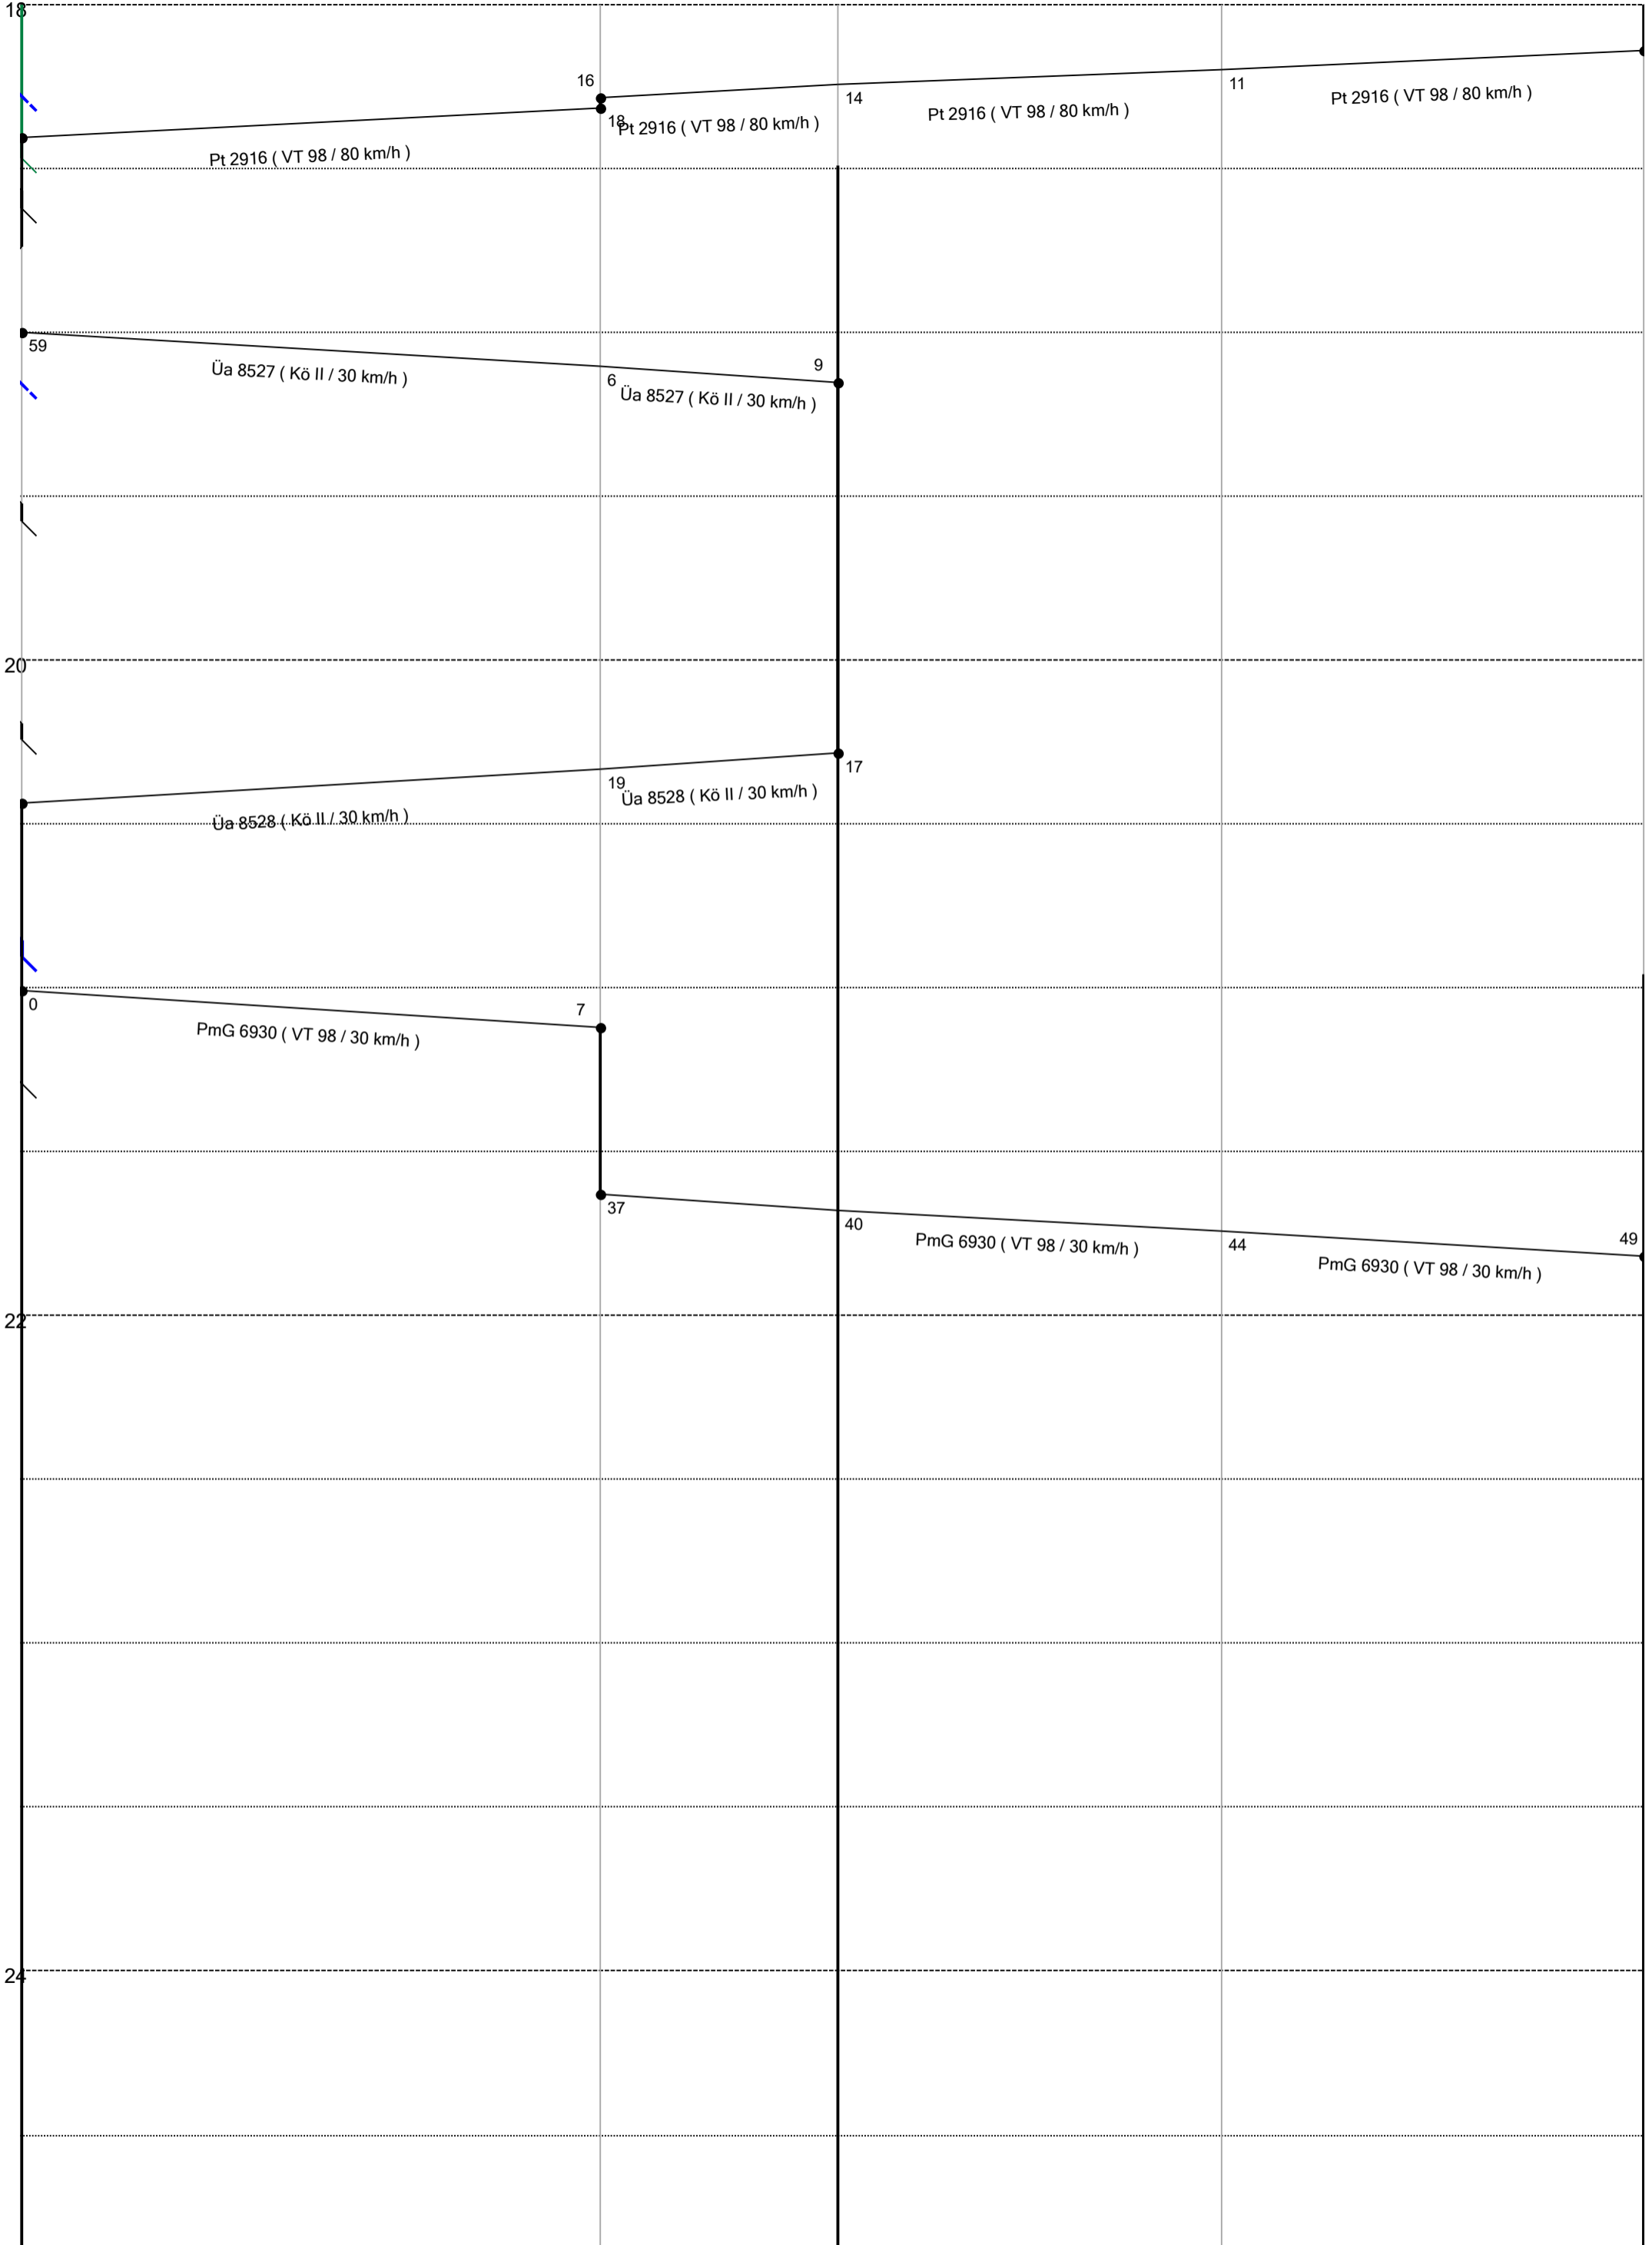 18
16
14
11
18
Pt 2916 ( VT 98 / 80 km/h )
Pt 2916 ( VT 98 / 80 km/h )
Pt 2916 ( VT 98 / 80 km/h )
Pt 2916 ( VT 98 / 80 km/h )
59
9
6
Üa 8527 ( Kö II / 30 km/h )
Üa 8527 ( Kö II / 30 km/h )
20
17
19
Üa 8528 ( Kö II / 30 km/h )
Üa 8528 ( Kö II / 30 km/h )
0
7
PmG 6930 ( VT 98 / 30 km/h )
37
40
44
49
PmG 6930 ( VT 98 / 30 km/h )
PmG 6930 ( VT 98 / 30 km/h )
22
24